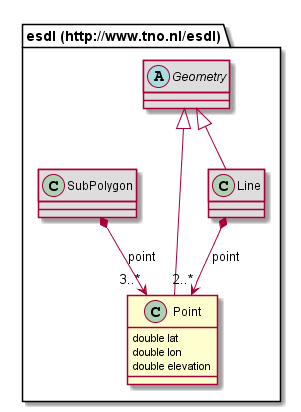 esdl (http://www.tno.nl/esdl)
A Geometry
C SubPolygon
C Line
point
point
3..*
2..*
C Point
double lat
double lon
double elevation